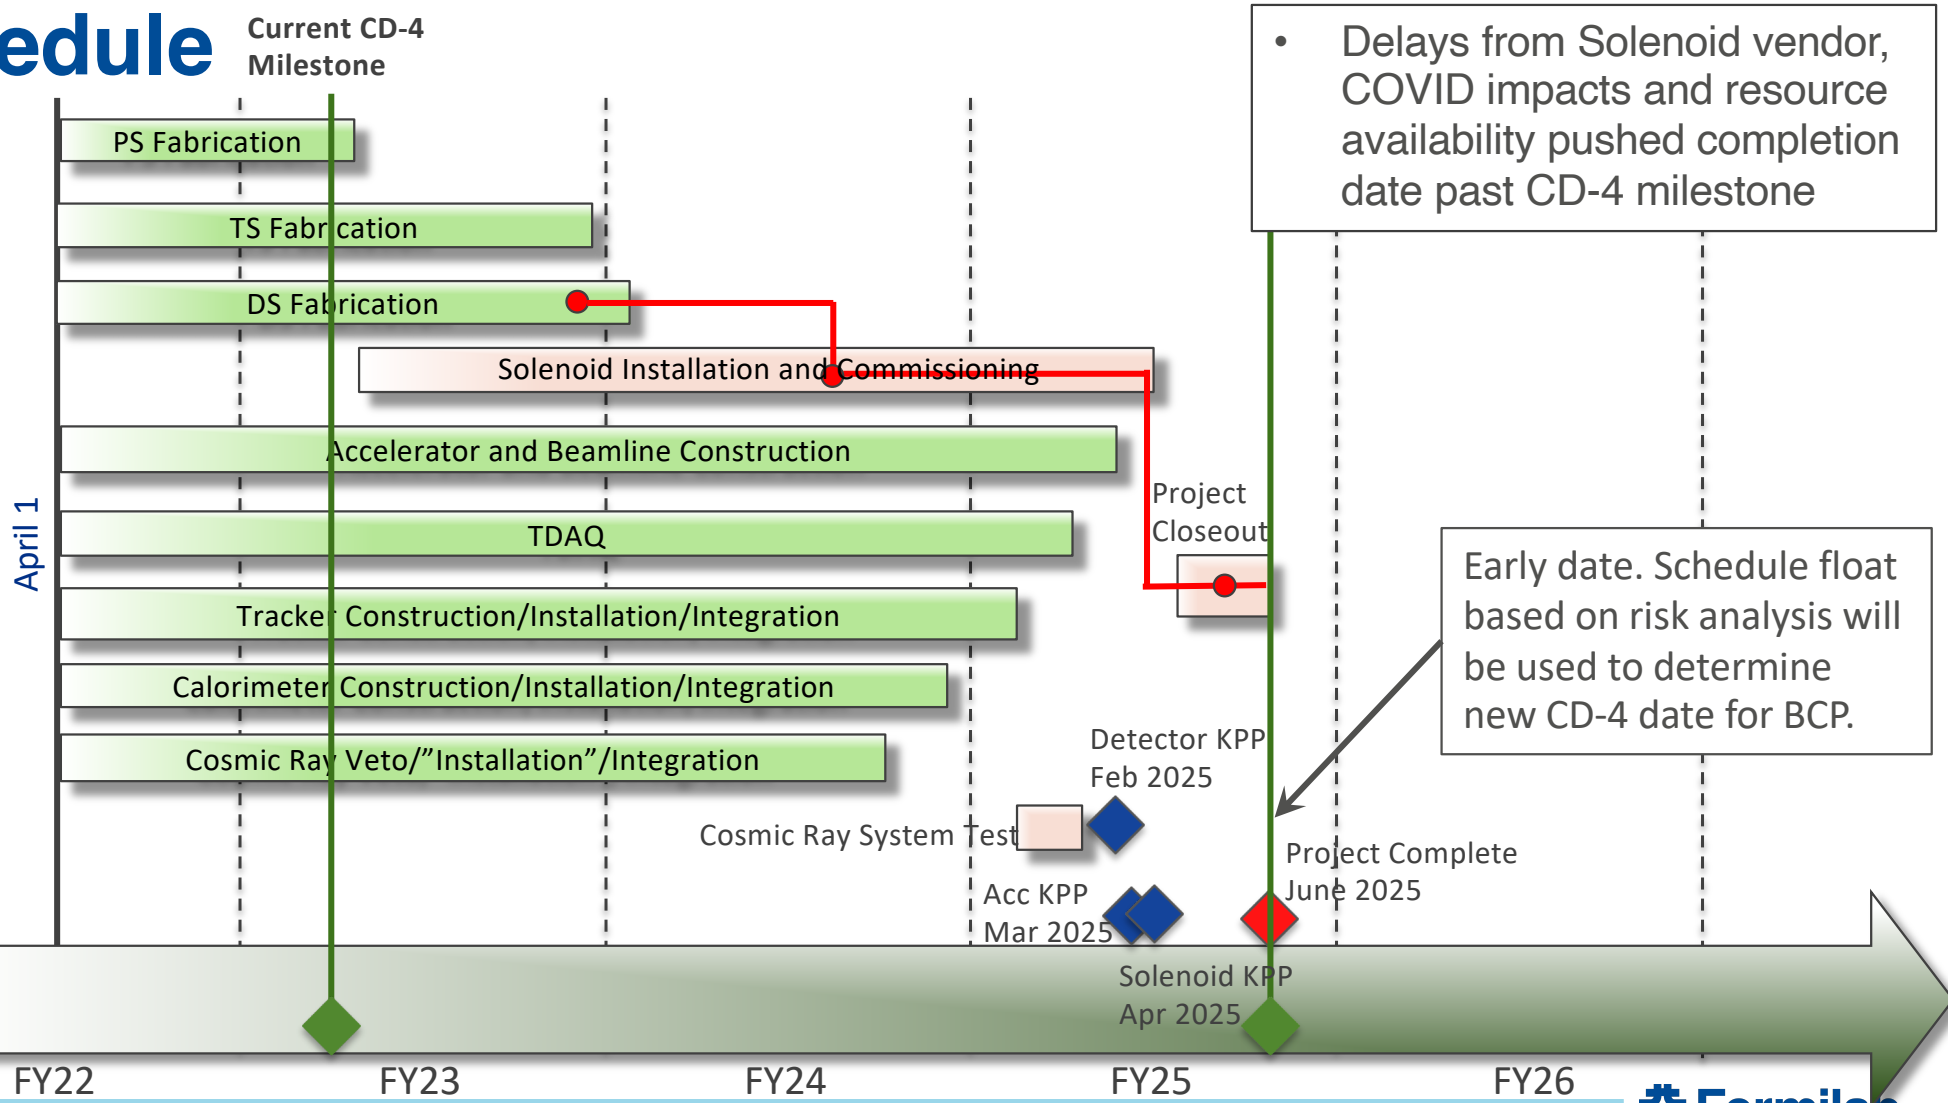 edule
Current CD-4
Milestone
• Delays from Solenoid vendor,
COVID impacts and resource
availability pushed completion
date past CD-4 milestone
PS Fabrication
TS Fabrication
DS Fabrication
Solenoid Installation and Commissioning
Accelerator and Beamline Construction
Project
Closeout
April 1
TDAQ
Early date. Schedule float
based on risk analysis will
be used to determine
new CD-4 date for BCP.
Tracker Construction/Installation/Integration
Calorimeter Construction/Installation/Integration
Cosmic Ray Veto/”Installation”/Integration
Detector KPP
Feb 2025
Cosmic Ray System Test
Project Complete
June 2025
Acc KPP
Mar 2025
Solenoid KPP
Apr 2025
FY22 FY23 FY24 FY25 FY26